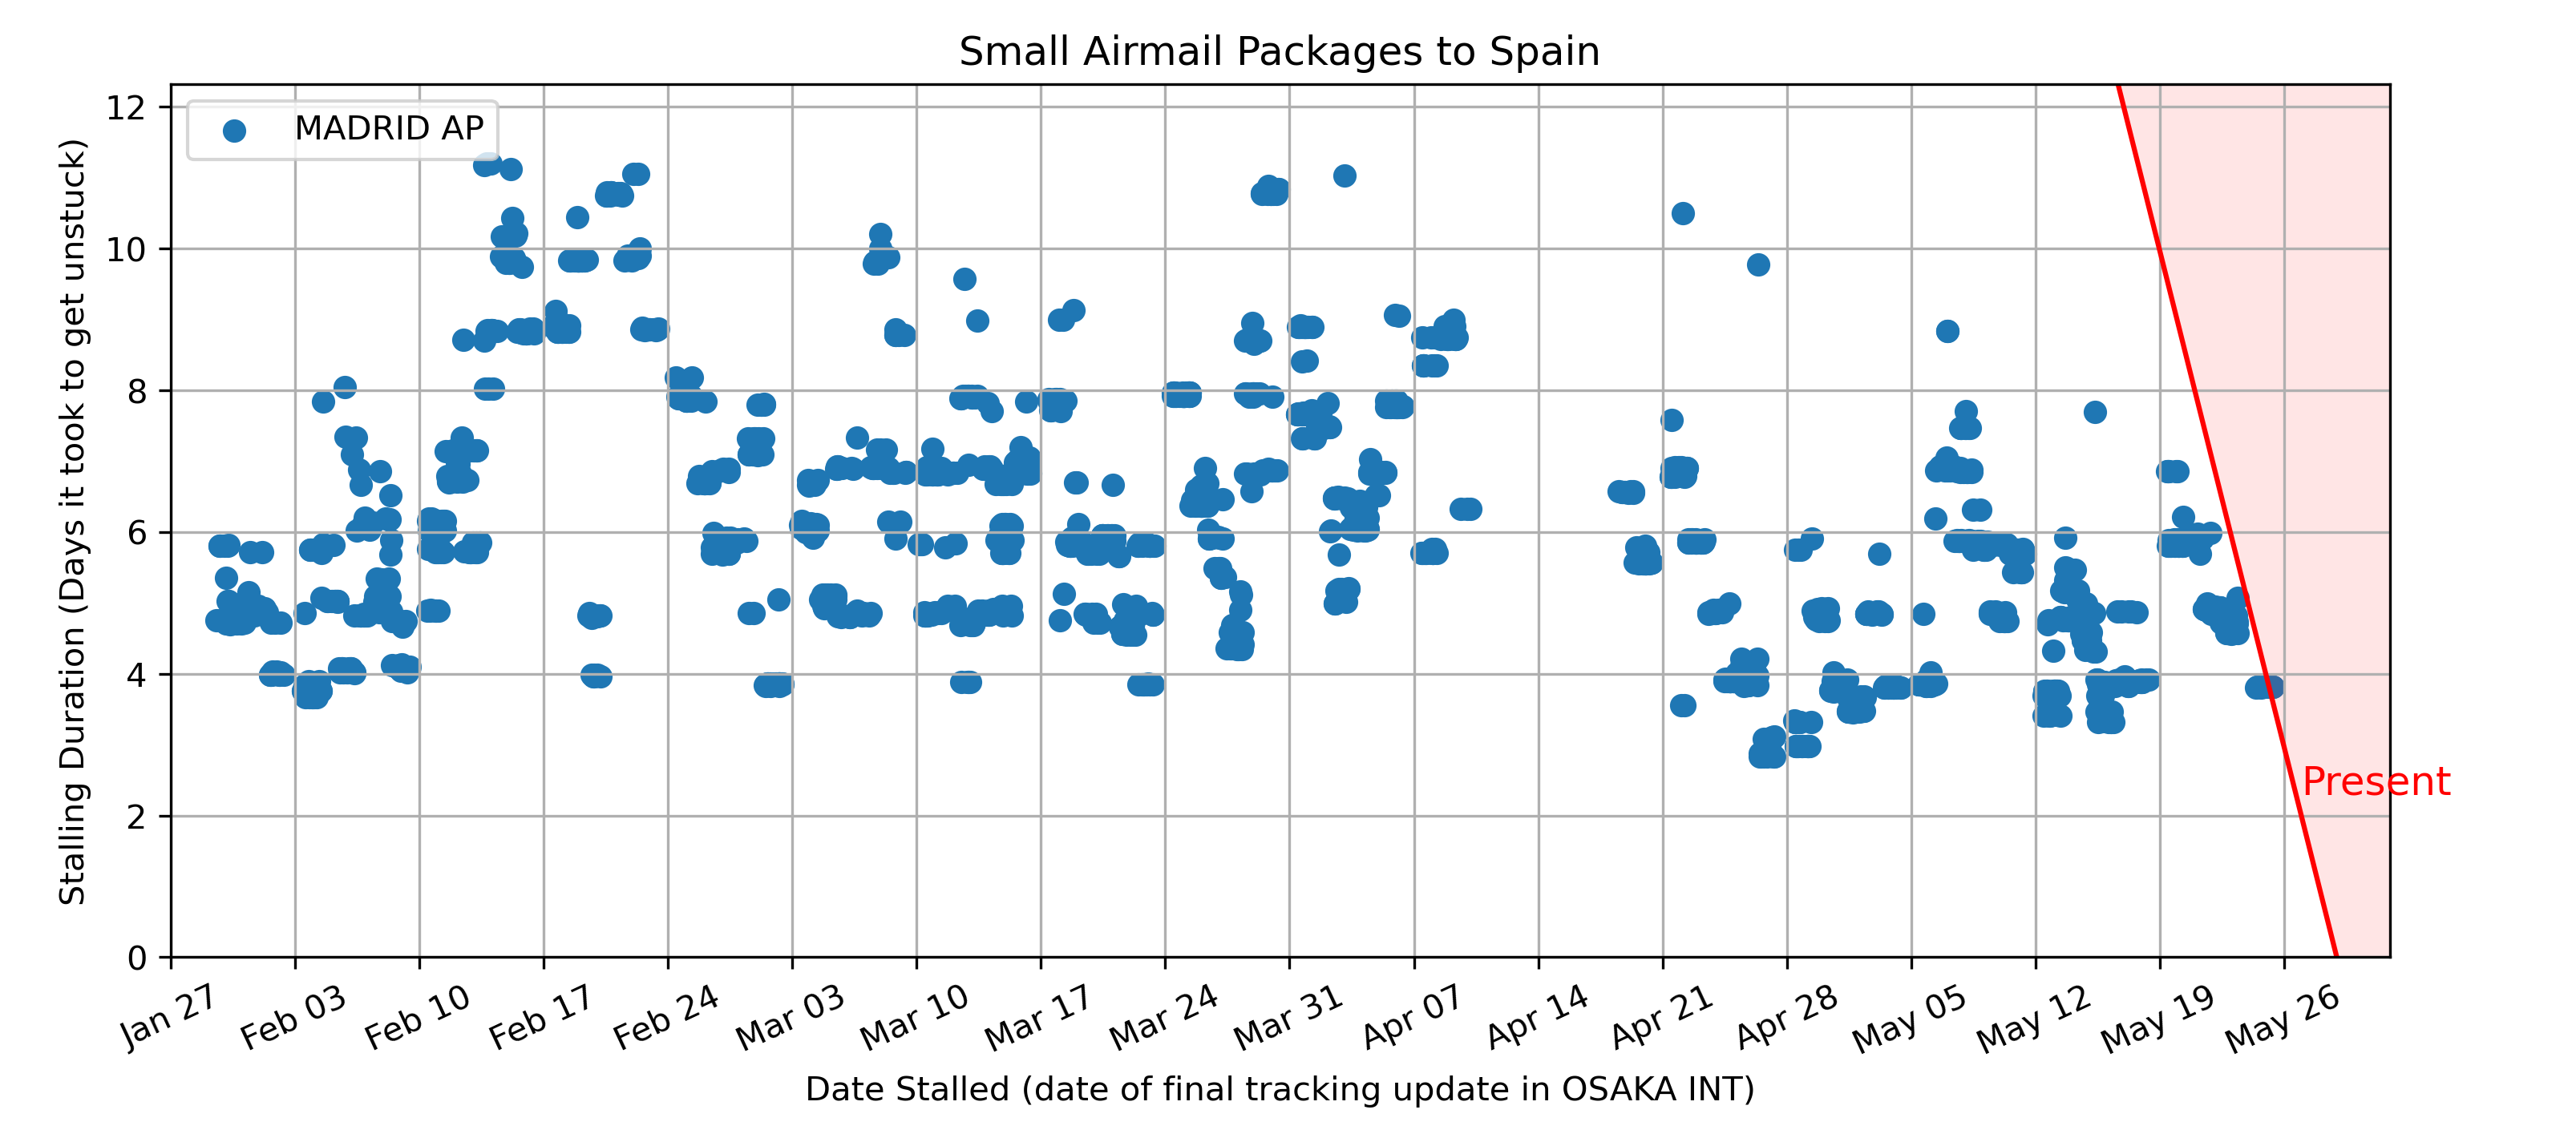 Small Airmail Packages to Spain
MADRID AP
Stalling Duration (Days it took to get unstuck)
12
10
8
6
4
2
0
Present
Jan 27
Feb 03
Feb 10
Feb 17
Feb 24
Mar 03
Mar 10
Mar 17
Mar 24
Mar 31
Apr 07
Apr 14
Apr 21
Apr 28
May 05
May 12
May 19
May 26
Date Stalled (date of final tracking update in OSAKA INT)